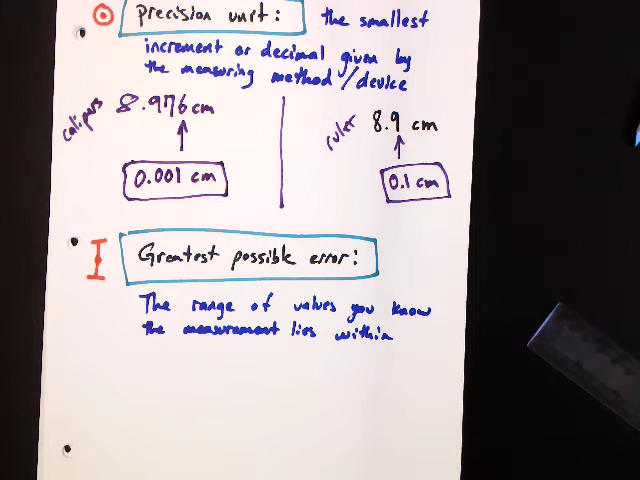 precision unit: the smallest
increment or decimal given by
the measuring method/device
calipers 8.976 cm
0.001 cm
ruler 8.9 cm
0.1 cm
Greatest possible error:
The range of values you know
the measurement lies within